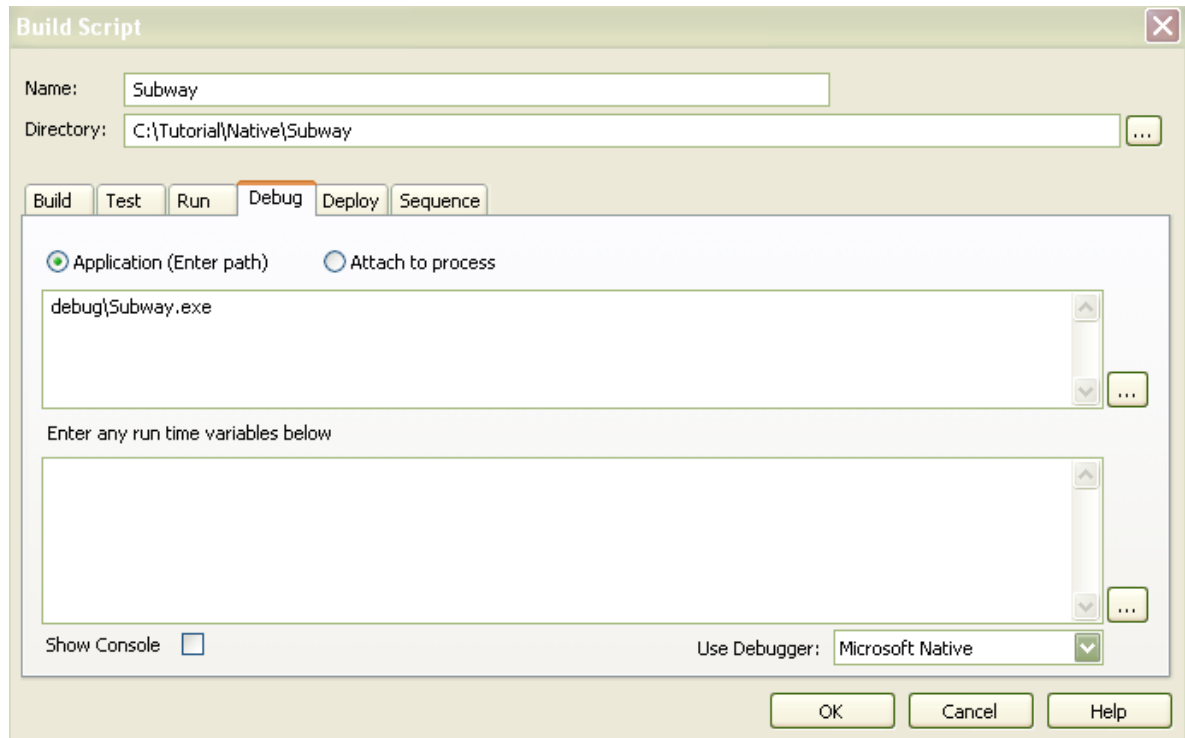 Build Script
Name: Subway
Directory: C:\Tutorial\Native\Subway ...
Build Test Run Debug Deploy Sequence
Application (Enter path) Attach to process
debug\Subway.exe
...
Enter any run time variables below
...
Show Console Use Debugger: Microsoft Native
OK Cancel Help